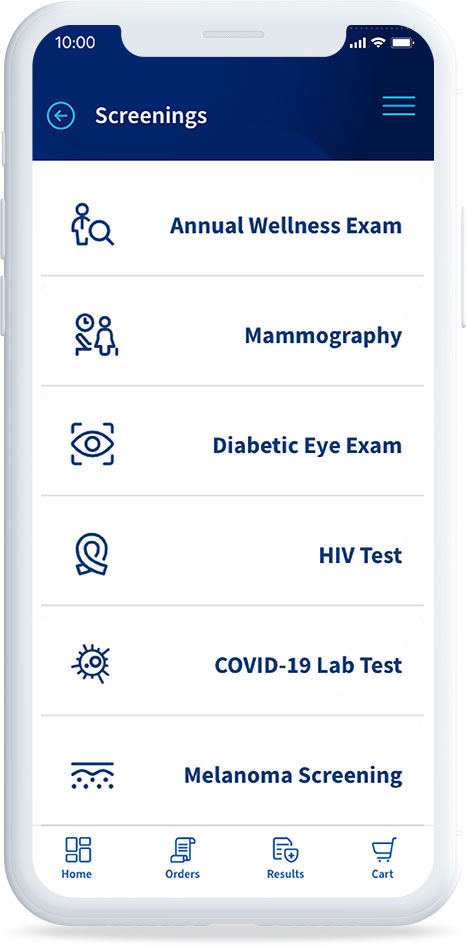 10:00
Screenings
Annual Wellness Exam
Mammography
Diabetic Eye Exam
HIV Test
COVID-19 Lab Test
Melanoma Screening
Home Orders Results Cart